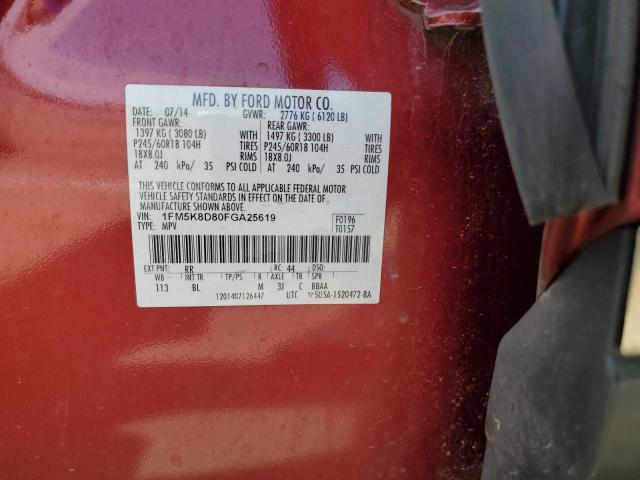 MFD. BY FORD MOTOR CO.
DATE: 07/14 GVWR: 2776 KG ( 6120 LB)
FRONT GAWR: REAR GAWR:
1397 KG ( 3080 LB) WITH 1497 KG ( 3300 LB) WITH
P245/60R18 104H TIRES P245/60R18 104H TIRES
18X8.0J RIMS 18X8.0J RIMS
AT 240 kPa/ 35 PSI COLD AT 240 kPa/ 35 PSI COLD
THIS VEHICLE CONFORMS TO ALL APPLICABLE FEDERAL MOTOR
VEHICLE SAFETY STANDARDS IN EFFECT ON THE DATE OF
MANUFACTURE SHOWN ABOVE.
VIN: 1FM5K8D80FGA25619 F0196
TYPE: MPV T0157
EXT PNT: RR RC: 44 DSO:
WB INT TR TP/PS R AXLE TR SPR
113 BL M 3J C BBAA
1201407126447 UTC 5U5A-1520472-BA